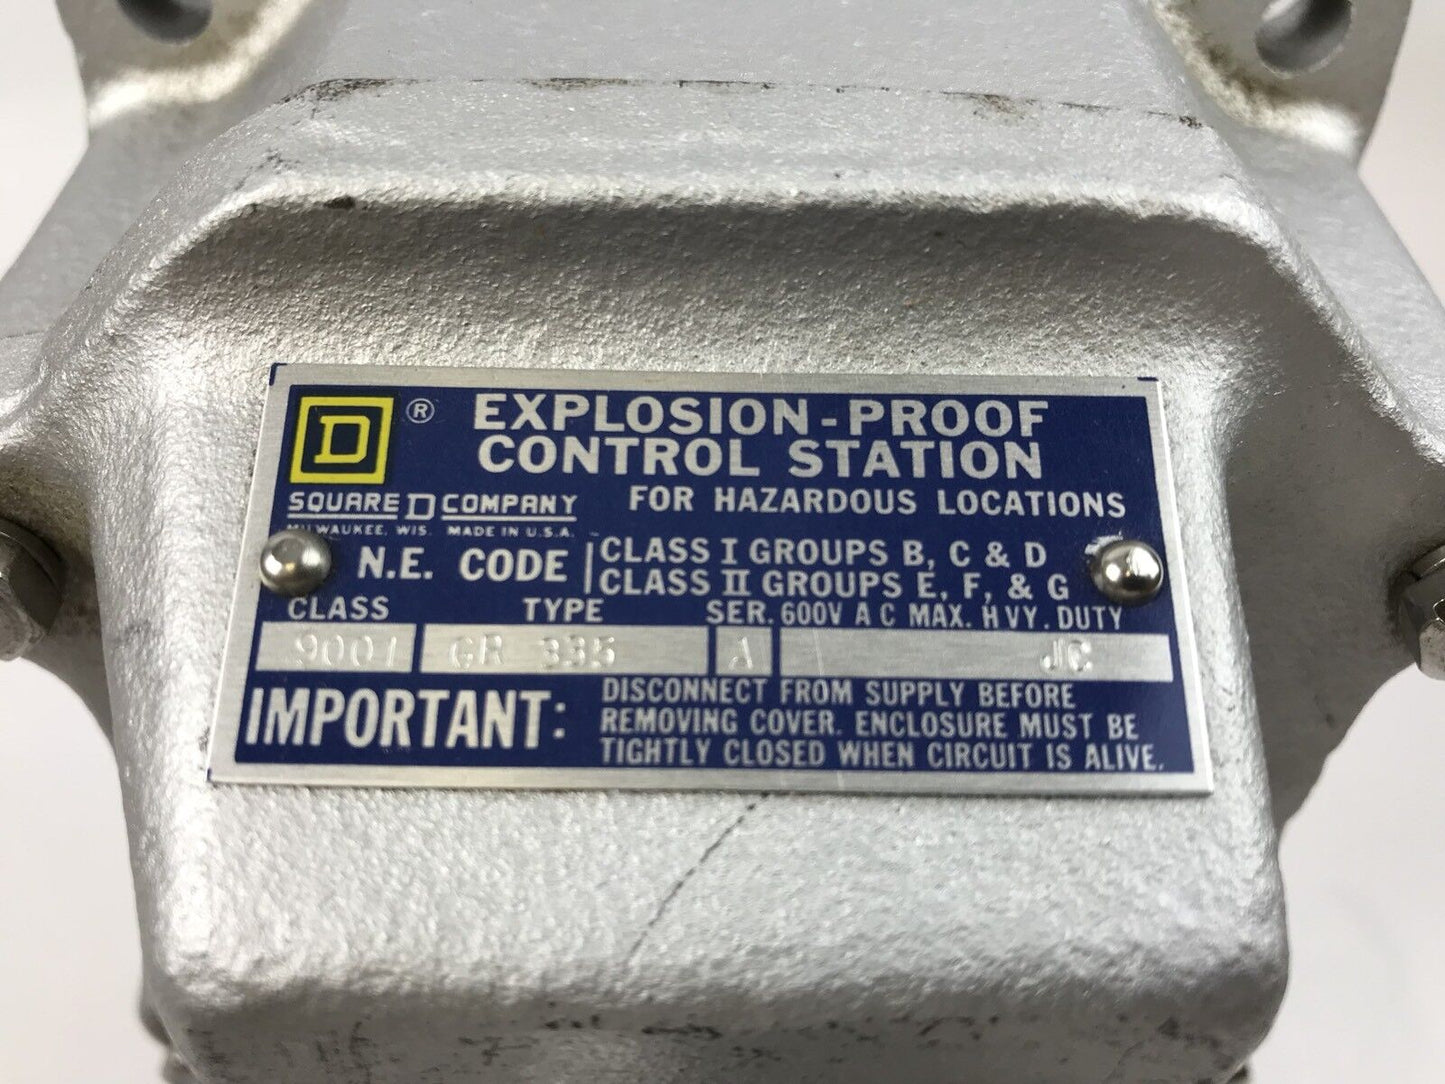 D ® EXPLOSION-PROOF
CONTROL STATION
SQUARE D COMPANY FOR HAZARDOUS LOCATIONS
MILWAUKEE, WIS. MADE IN U.S.A.
N.E. CODE CLASS I GROUPS B, C & D
CLASS II GROUPS E, F, & G
CLASS TYPE SER. 600V AC MAX. HVY. DUTY
9001 GR 335 A JC
IMPORTANT: DISCONNECT FROM SUPPLY BEFORE
REMOVING COVER. ENCLOSURE MUST BE
TIGHTLY CLOSED WHEN CIRCUIT IS ALIVE.